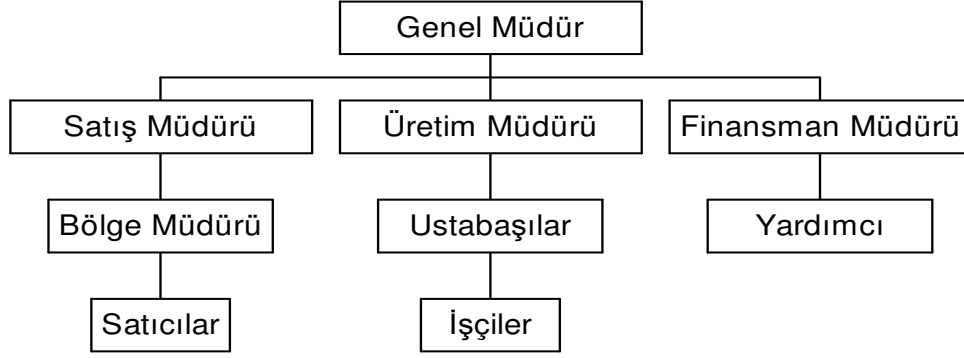 Genel Müdür
Satış Müdürü
Üretim Müdürü
Finansman Müdürü
Bölge Müdürü
Ustabaşılar
Yardımcı
Satıcılar
İşçiler